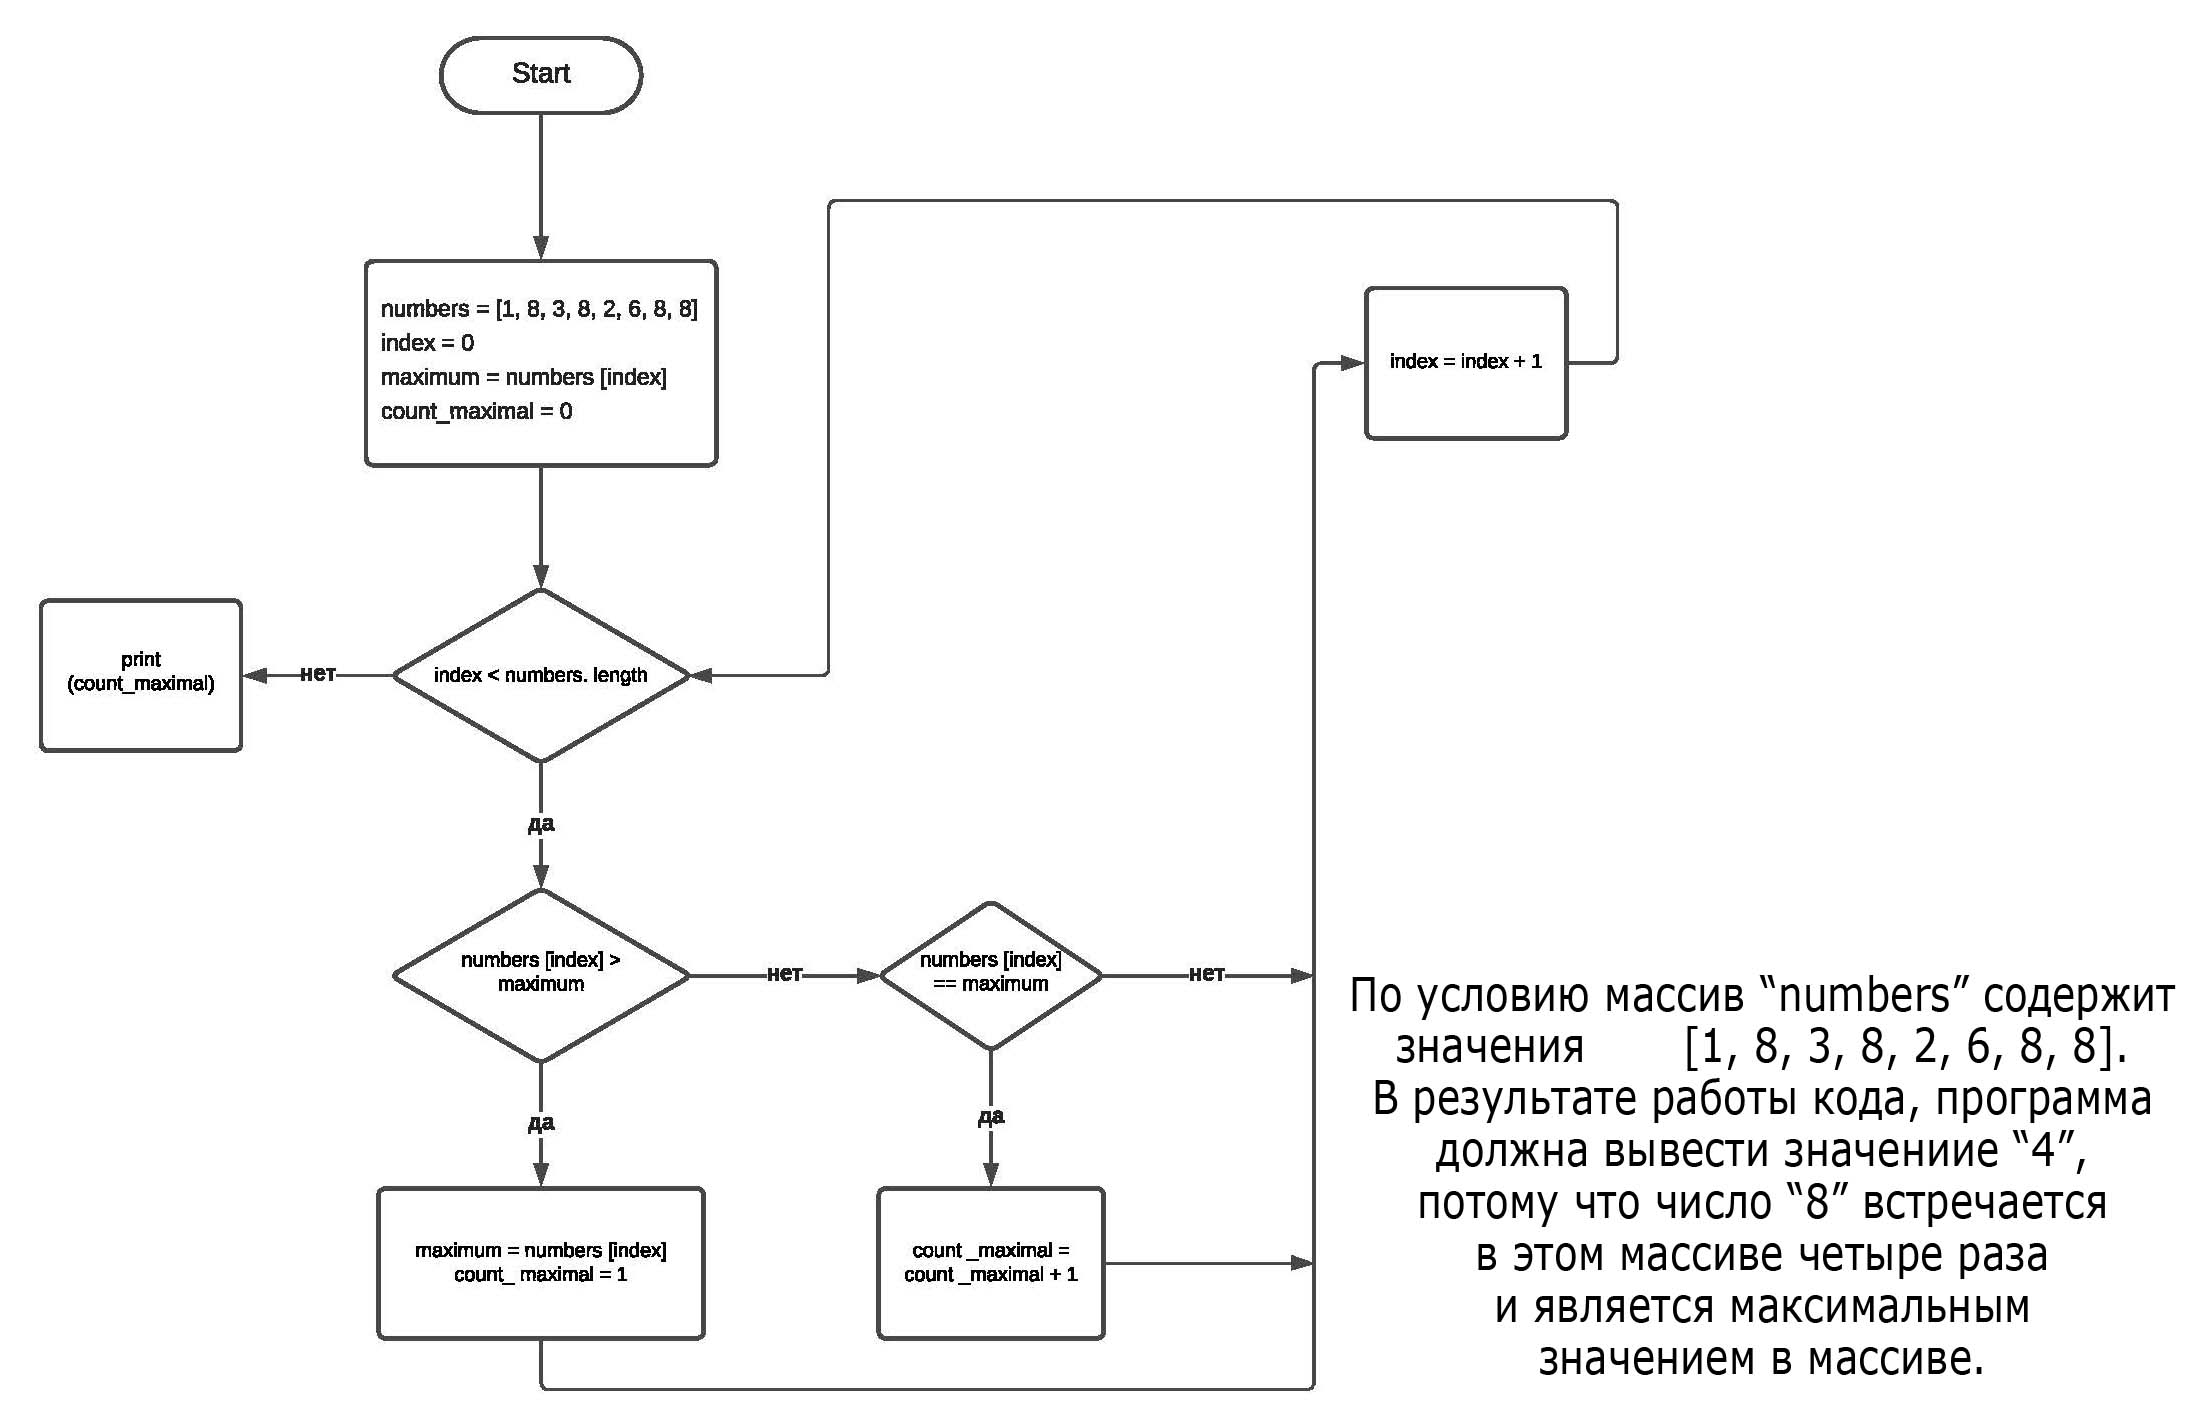 Start
numbers = [1, 8, 3, 8, 2, 6, 8, 8]
index = 0
maximum = numbers [index]
count_maximal = 0
index = index + 1
print
(count_maximal)
нет
index < numbers. length
да
numbers [index] >
maximum
нет
numbers [index]
== maximum
нет
да
да
maximum = numbers [index]
count_ maximal = 1
count _maximal =
count _maximal + 1
По условию массив “numbers” содержит
значения [1, 8, 3, 8, 2, 6, 8, 8].
В результате работы кода, программа
должна вывести значениие “4”,
потому что число “8” встречается
в этом массиве четыре раза
и является максимальным
значением в массиве.